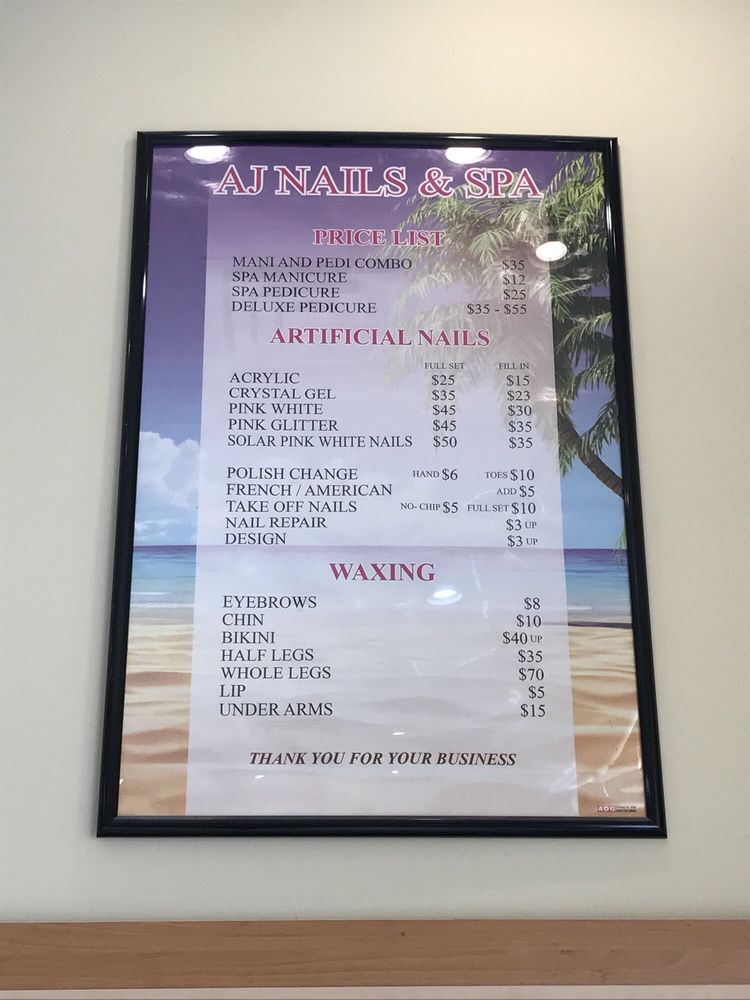 AJ NAILS & SPA
PRICE LIST
MANI AND PEDI COMBO $35
SPA MANICURE $12
SPA PEDICURE $25
DELUXE PEDICURE $35 - $55
ARTIFICIAL NAILS
FULL SET FILL IN
ACRYLIC $25 $15
CRYSTAL GEL $35 $23
PINK WHITE $45 $30
PINK GLITTER $45 $35
SOLAR PINK WHITE NAILS $50 $35
POLISH CHANGE HAND $6 TOES $10
FRENCH / AMERICAN ADD $5
TAKE OFF NAILS NO- CHIP $5 FULL SET $10
NAIL REPAIR $3 UP
DESIGN $3 UP
WAXING
EYEBROWS $8
CHIN $10
BIKINI $40 UP
HALF LEGS $35
WHOLE LEGS $70
LIP $5
UNDER ARMS $15
THANK YOU FOR YOUR BUSINESS